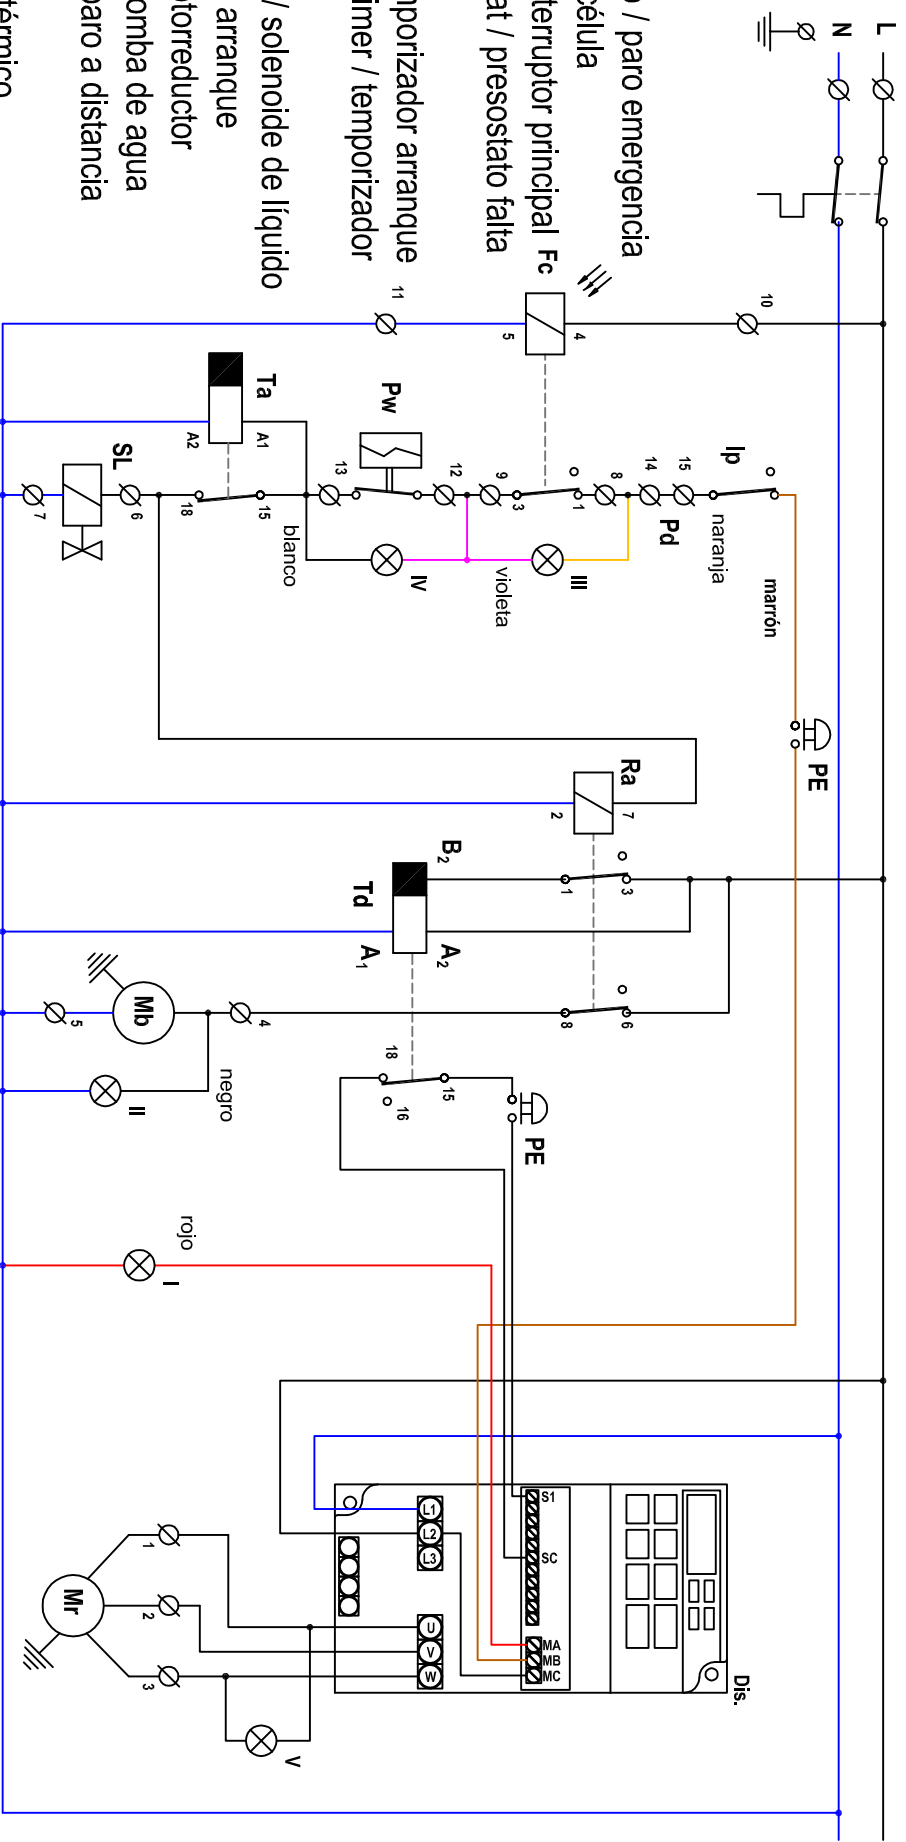 L
N
o / paro emergencia
célula
terruptor principal
at / presostato falta
mporizador arranque
imer / temporizador
/ solenoide de líquido
arranque
otorreductor
omba de agua
paro a distancia
térmico
Fc
4
5
10
11
Ip
naranja
marrón
15
14
Pd
8
1
3
9
III
violeta
12
Pw
13
IV
blanco
Ta
A1
A2
15
18
SL
6
7
PE
Ra
7
2
3
1
6
8
B2
Td
A2
A1
15
16
18
PE
4
Mb
5
II
negro
rojo
I
Dis.
S1
SC
MA
MB
MC
L1
L2
L3
U
V
W
1
2
3
Mr
V